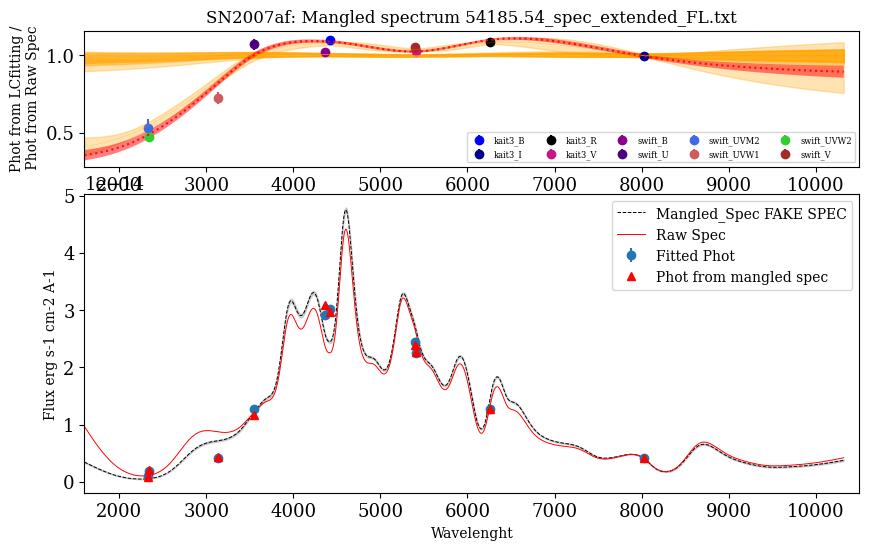 SN2007af: Mangled spectrum 54185.54_spec_extended_FL.txt
Phot from LCfitting /
Phot from Raw Spec
1.0
0.5
kait3_B kait3_R swift_B swift_UVM2 swift_UVW2
kait3_I kait3_V swift_U swift_UVW1 swift_V
2000 3000 4000 5000 6000 7000 8000 9000 10000
1e−14
Flux erg s-1 cm-2 A-1
5
4
3
2
1
0
Mangled_Spec FAKE SPEC
Raw Spec
Fitted Phot
Phot from mangled spec
2000 3000 4000 5000 6000 7000 8000 9000 10000
Wavelenght